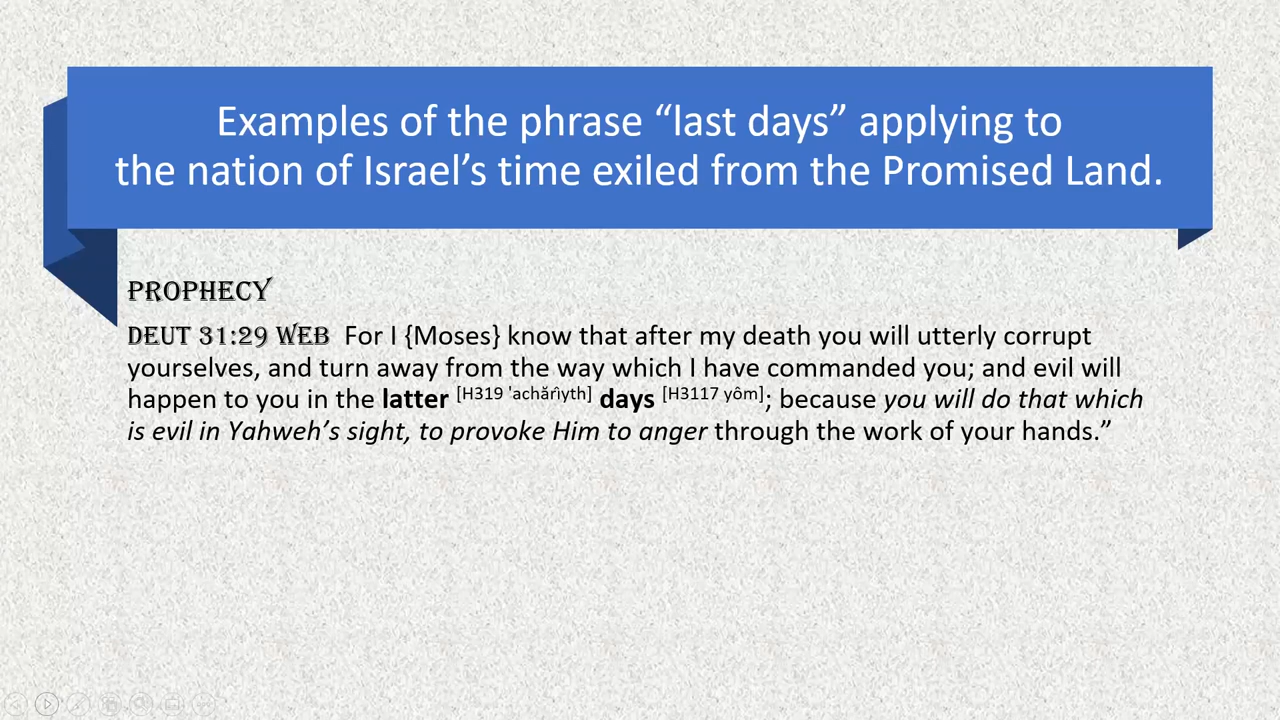 Examples of the phrase “last days” applying to
the nation of Israel’s time exiled from the Promised Land.
PROPHECY
DEUT 31:29 WEB For I {Moses} know that after my death you will utterly corrupt
yourselves, and turn away from the way which I have commanded you; and evil will
happen to you in the latter [H319 'achărı̂yth] days [H3117 yôm]; because you will do that which
is evil in Yahweh’s sight, to provoke Him to anger through the work of your hands.”